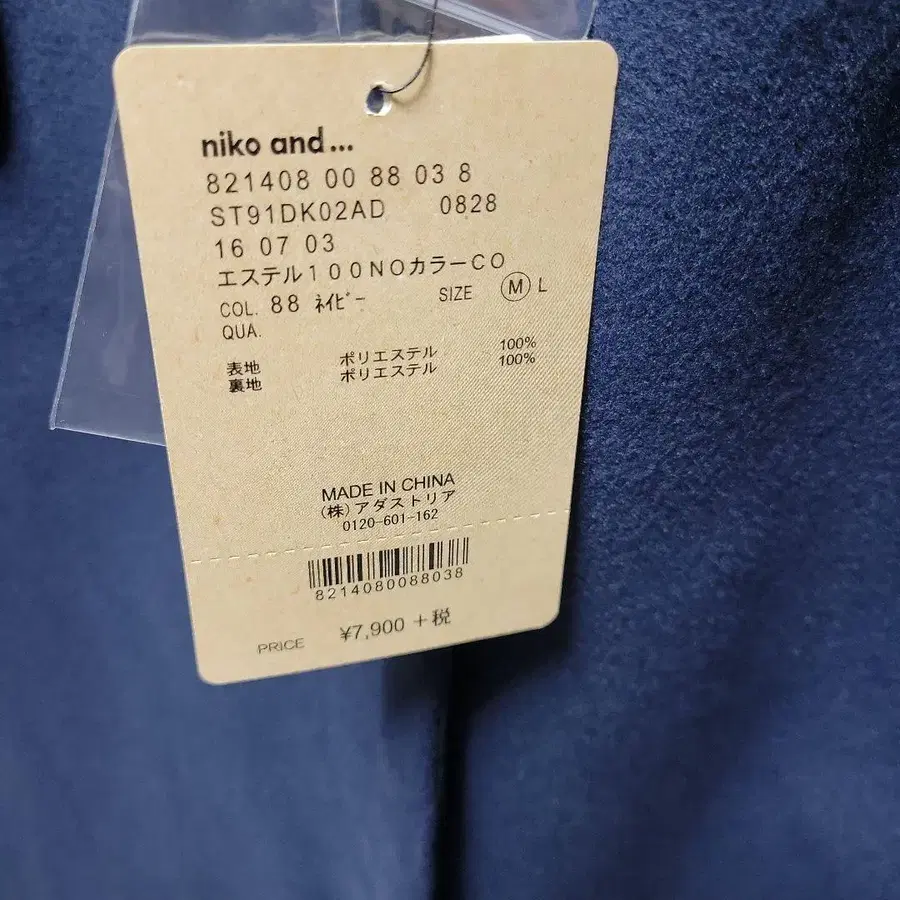 niko and...
821408 00 88 03 8
ST91DK02AD 0828
16 07 03
エステル100NOカラーCO
COL. 88 ﾈｲﾋﾞｰ SIZE Ⓜ L
QUA.
表地 ポリエステル 100%
裏地 ポリエステル 100%
MADE IN CHINA
(株)アダストリア
0120-601-162
8214080088038
PRICE ¥7,900 +税